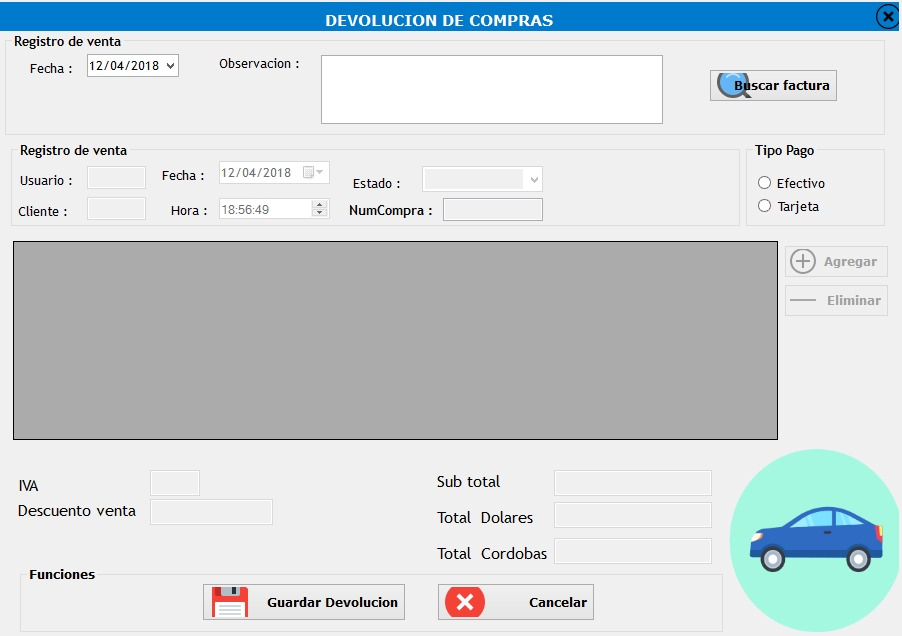 DEVOLUCION DE COMPRAS
Registro de venta
Fecha : 12/04/2018 Observacion : Buscar factura
Registro de venta Tipo Pago
Usuario : Fecha : 12/04/2018 Estado : Efectivo
Cliente : Hora : 18:56:49 NumCompra : Tarjeta
Agregar
Eliminar
IVA Sub total
Descuento venta Total Dolares
Total Cordobas
Funciones
Guardar Devolucion Cancelar